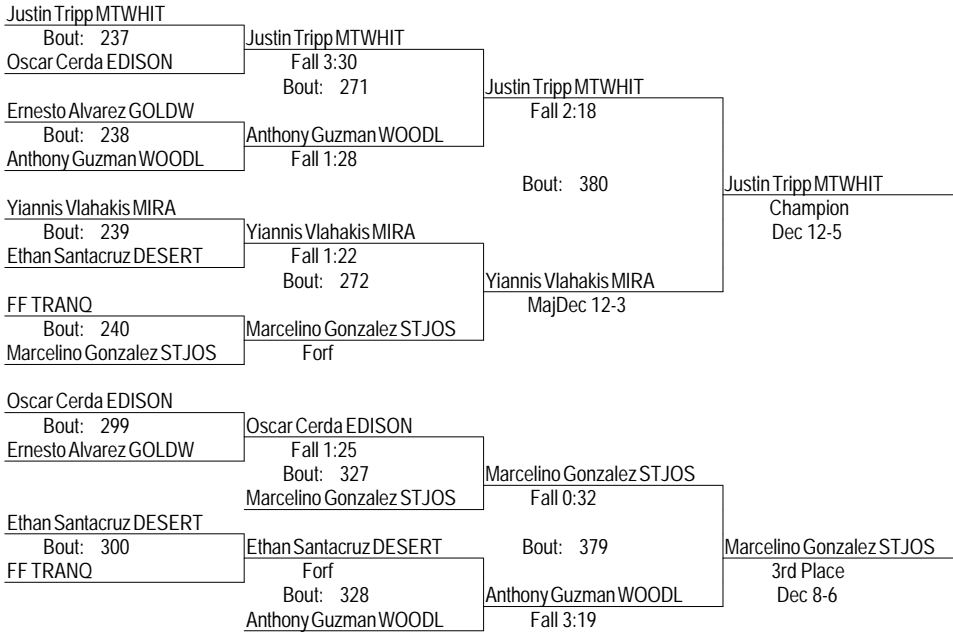 Justin Tripp MTWHIT
Bout: 237
Justin Tripp MTWHIT
Oscar Cerda EDISON
Fall 3:30
Bout: 271
Justin Tripp MTWHIT
Ernesto Alvarez GOLDW
Fall 2:18
Bout: 238
Anthony Guzman WOODL
Anthony Guzman WOODL
Fall 1:28
Bout: 380
Justin Tripp MTWHIT
Yiannis Vlahakis MIRA
Champion
Bout: 239
Yiannis Vlahakis MIRA
Dec 12-5
Ethan Santacruz DESERT
Fall 1:22
Bout: 272
Yiannis Vlahakis MIRA
FF TRANQ
MajDec 12-3
Bout: 240
Marcelino Gonzalez STJOS
Marcelino Gonzalez STJOS
Forf
Oscar Cerda EDISON
Bout: 299
Oscar Cerda EDISON
Ernesto Alvarez GOLDW
Fall 1:25
Bout: 327
Marcelino Gonzalez STJOS
Marcelino Gonzalez STJOS
Fall 0:32
Ethan Santacruz DESERT
Bout: 300
Ethan Santacruz DESERT
Bout: 379
Marcelino Gonzalez STJOS
FF TRANQ
Forf
3rd Place
Bout: 328
Anthony Guzman WOODL
Dec 8-6
Anthony Guzman WOODL
Fall 3:19